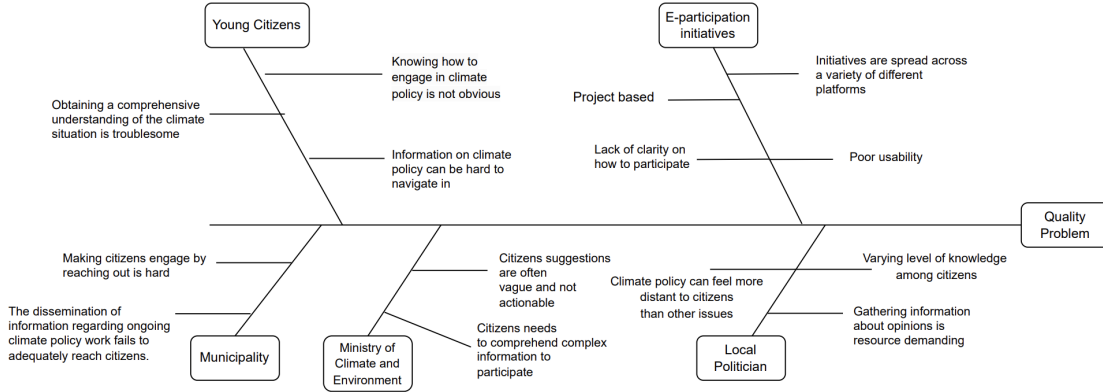 Young Citizens
E-participation
initiatives
Knowing how to
engage in climate
policy is not obvious
Obtaining a comprehensive
understanding of the climate
situation is troublesome
Information on climate
policy can be hard to
navigate in
Initiatives are spread across
a variety of different
platforms
Project based
Lack of clarity on
how to participate
Poor usability
Quality
Problem
Making citizens engage by
reaching out is hard
The dissemination of
information regarding ongoing
climate policy work fails to
adequately reach citizens.
Municipality
Citizens suggestions
are often
vague and not
actionable
Citizens needs
to comprehend complex
information to
participate
Ministry of
Climate and
Environment
Climate policy can feel more
distant to citizens
than other issues
Varying level of knowledge
among citizens
Gathering information
about opinions is
resource demanding
Local
Politician